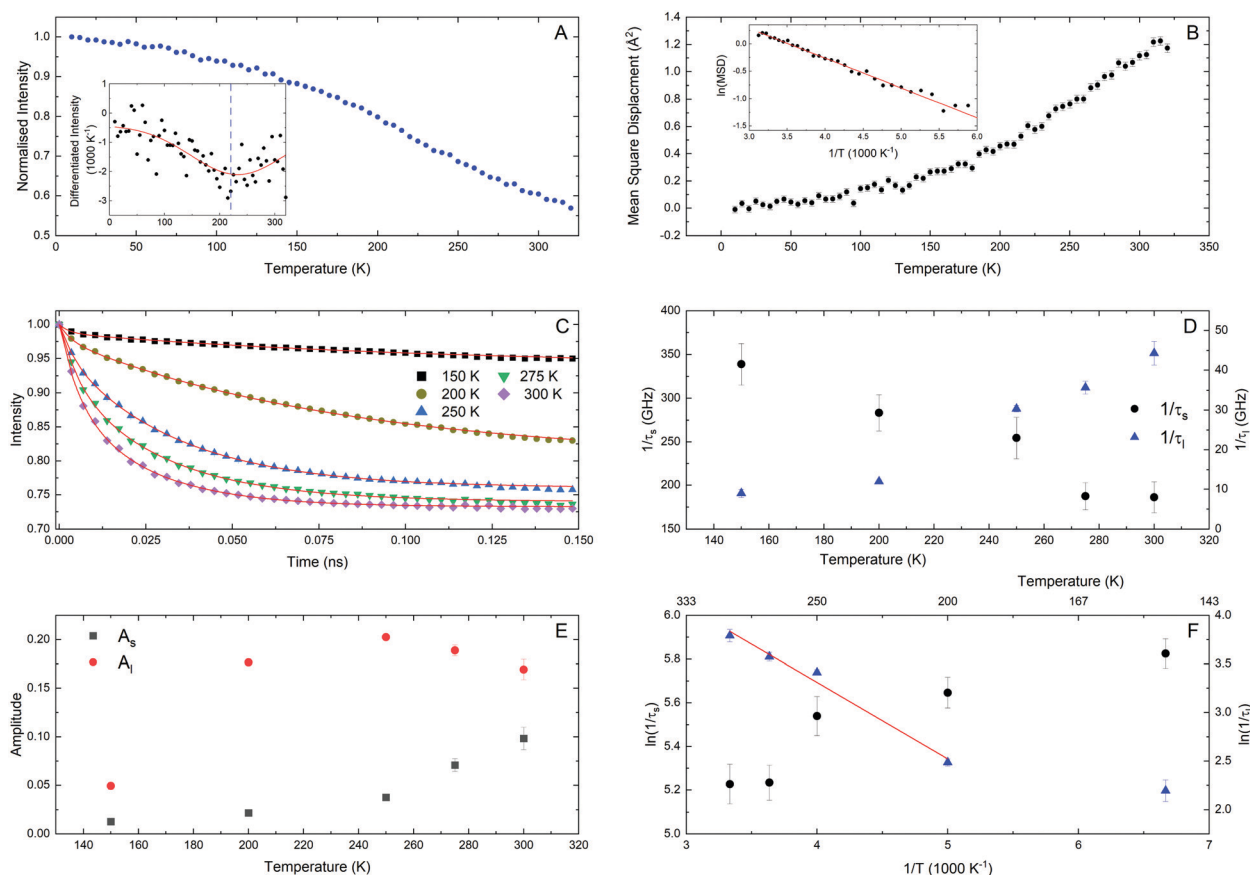 A
Normalised Intensity
1.0
0.9
0.8
0.7
0.6
0.5
0 50 100 150 200 250 300
Temperature (K)
Differentiated Intensity
(1000 K⁻¹)
1
0
-1
-2
-3
0 100 200 300
B
Mean Square Displacment (Å²)
1.4
1.2
1.0
0.8
0.6
0.4
0.2
0.0
-0.2
0 50 100 150 200 250 300 350
Temperature (K)
ln(MSD)
0.0
-0.5
-1.0
-1.5
3.0 3.5 4.0 4.5 5.0 5.5 6.0
1/T (1000 K⁻¹)
C
Intensity
1.00
0.95
0.90
0.85
0.80
0.75
0.70
0.000 0.025 0.050 0.075 0.100 0.125 0.150
Time (ns)
150 K 275 K
200 K 300 K
250 K
D
1/τs (GHz)
400
350
300
250
200
150
1/τl (GHz)
50
40
30
20
10
0
1/τs
1/τl
140 160 180 200 220 240 260 280 300 320
Temperature (K)
E
Amplitude
0.20
0.15
0.10
0.05
0.00
As
Al
140 160 180 200 220 240 260 280 300 320
Temperature (K)
Temperature (K)
333 250 200 167 143
F
ln(1/τs)
6.0
5.8
5.6
5.4
5.2
5.0
ln(1/τl)
4.0
3.5
3.0
2.5
2.0
3 4 5 6 7
1/T (1000 K⁻¹)